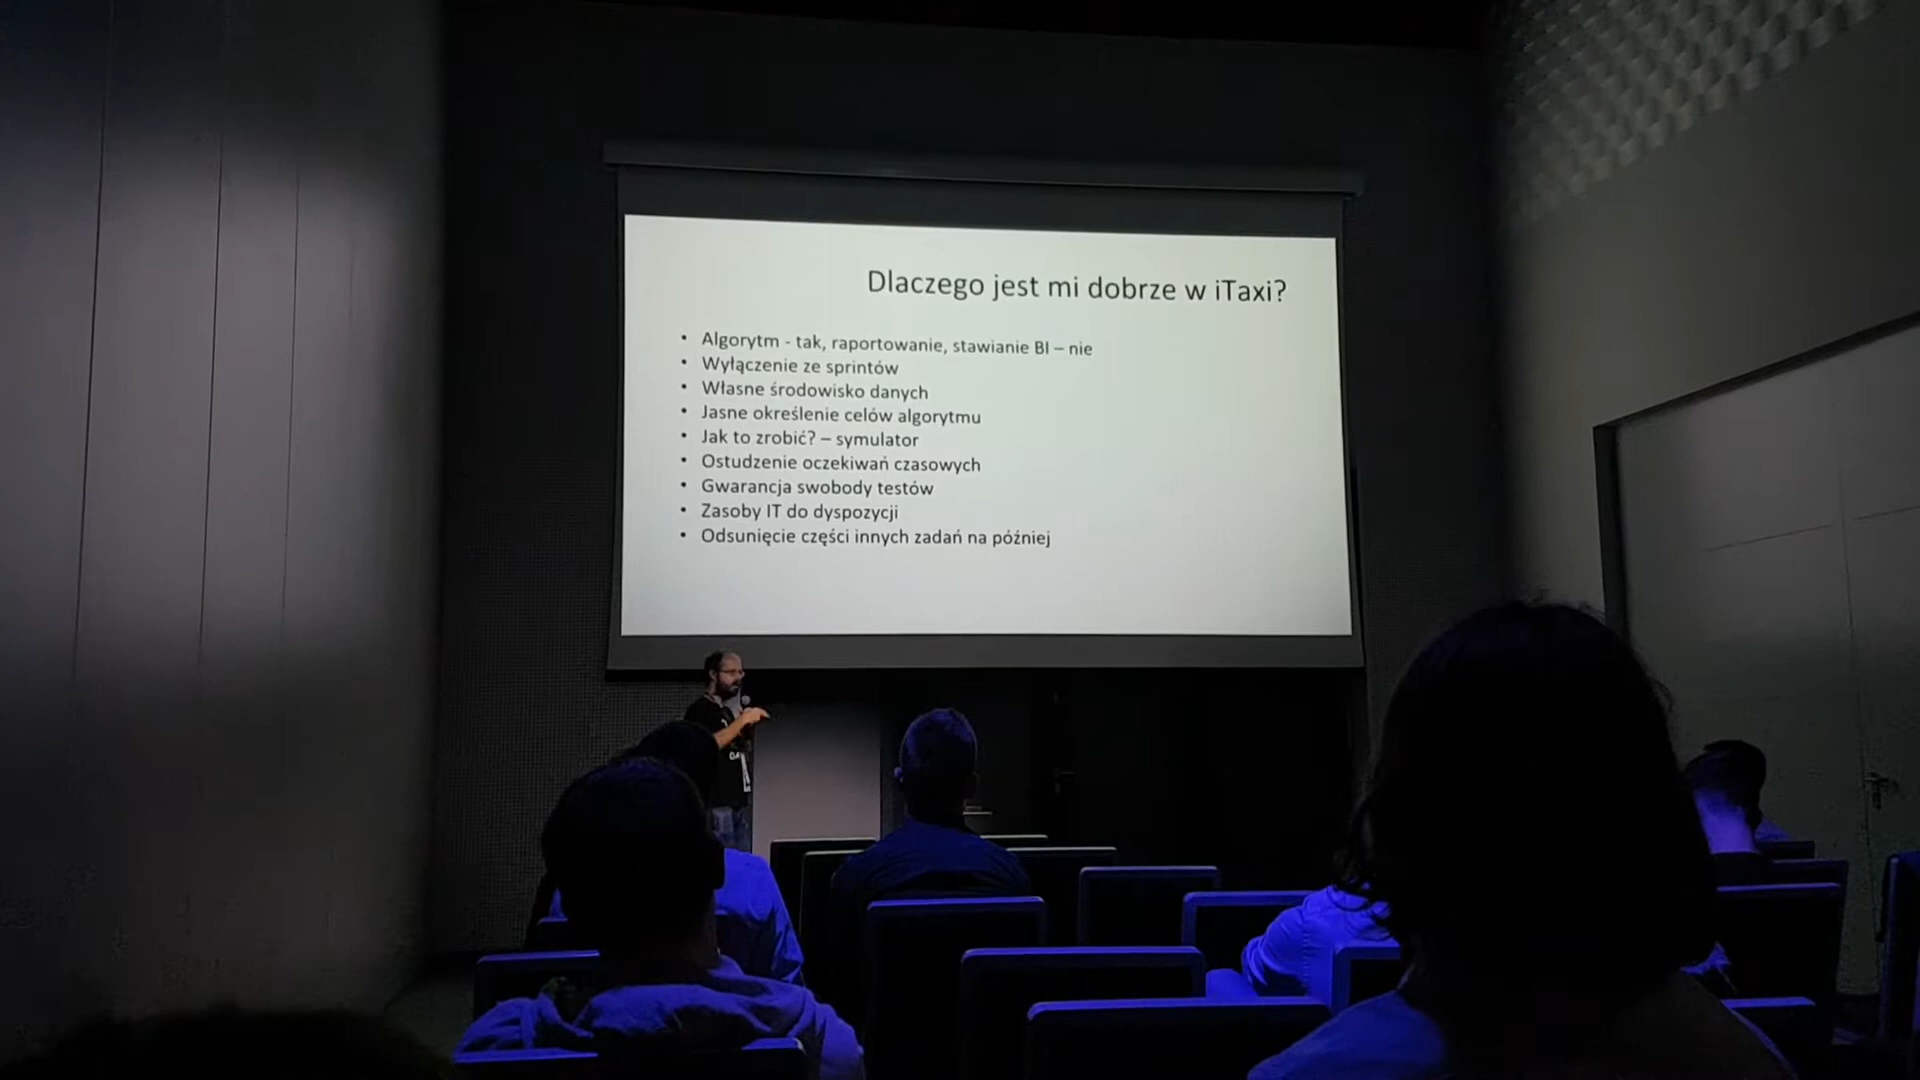 Dlaczego jest mi dobrze w iTaxi?
• Algorytm - tak, raportowanie, stawianie BI – nie
• Wyłączenie ze sprintów
• Własne środowisko danych
• Jasne określenie celów algorytmu
• Jak to zrobić? – symulator
• Ostudzenie oczekiwań czasowych
• Gwarancja swobody testów
• Zasoby IT do dyspozycji
• Odsunięcie części innych zadań na później